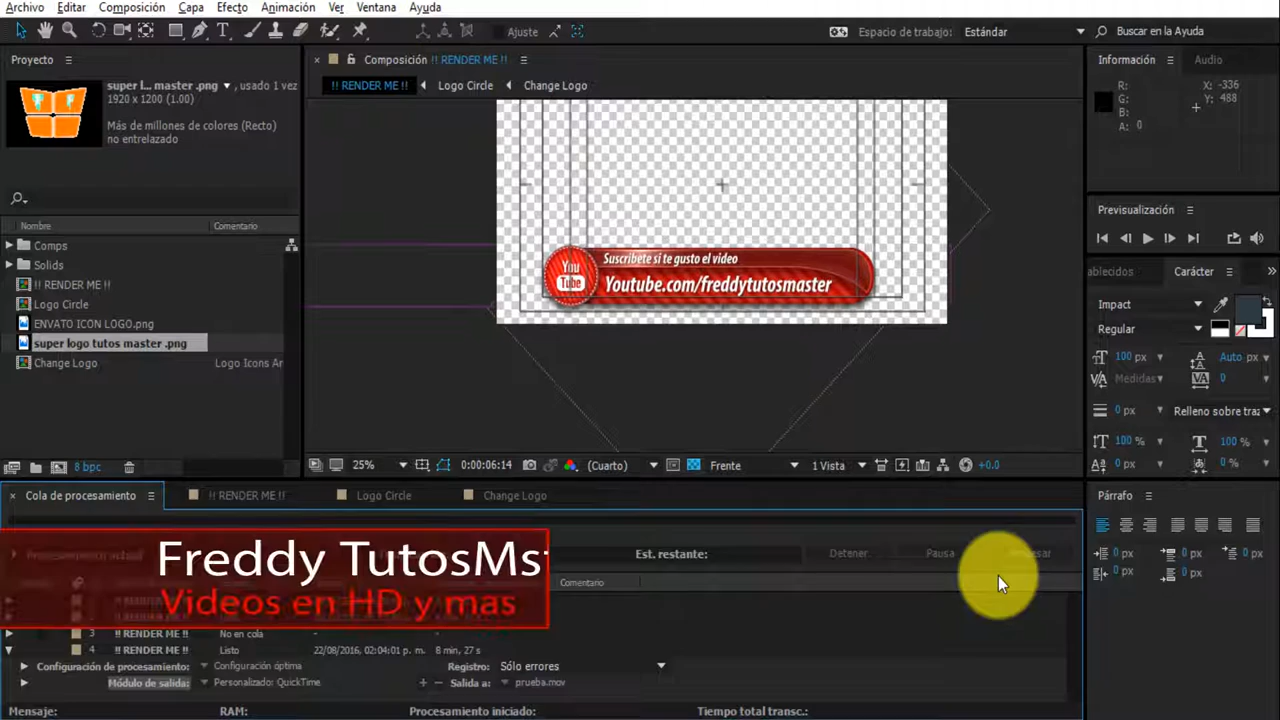 Archivo Editar Composición Capa Efecto Animación Ver Ventana Ayuda
Ajuste Espacio de trabajo: Estándar Buscar en la Ayuda
Proyecto
super l... master .png , usado 1 vez
1920 x 1200 (1.00)
Más de millones de colores (Recto)
no entrelazado
Nombre Comentario
Comps
Solids
!! RENDER ME !!
Logo Circle
ENVATO ICON LOGO.png
super logo tutos master .png
Change Logo Logo Icons Ar
8 bpc
Composición !! RENDER ME !!
!! RENDER ME !! Logo Circle Change Logo
You
Tube
Suscribete si te gusto el video
Youtube.com/freddytutosmaster
25% 0:00:06:14 (Cuarto) Frente 1 Vista +0.0
Información Audio
R: X: -336
G: Y: 488
B:
A: 0
Previsualización
ablecidos Carácter
Impact
Regular
100 px Auto px
Medidas 0
0 px Relleno sobre traz
100 % 100 %
0 px 0 %
Párrafo
0 px 0 px 0 px
0 px 0 px
Cola de procesamiento !! RENDER ME !! Logo Circle Change Logo
Est. restante: Detener Pausa
Freddy TutosMs
Videos en HD y mas
Comentario
3 !! RENDER ME !! No en cola - -
4 !! RENDER ME !! Listo 22/08/2016, 02:04:01 p. m. 8 min, 27 s
Configuración de procesamiento: Configuración óptima Registro: Sólo errores
Módulo de salida: Personalizado: QuickTime Salida a: prueba.mov
Mensaje: RAM: Procesamiento iniciado: Tiempo total transc.: